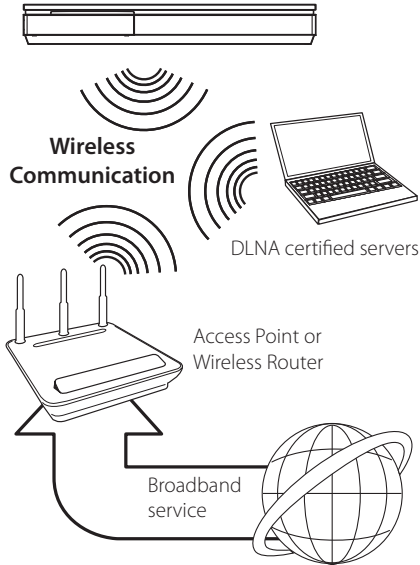 Wireless
Communication
DLNA certified servers
Access Point or
Wireless Router
Broadband
service